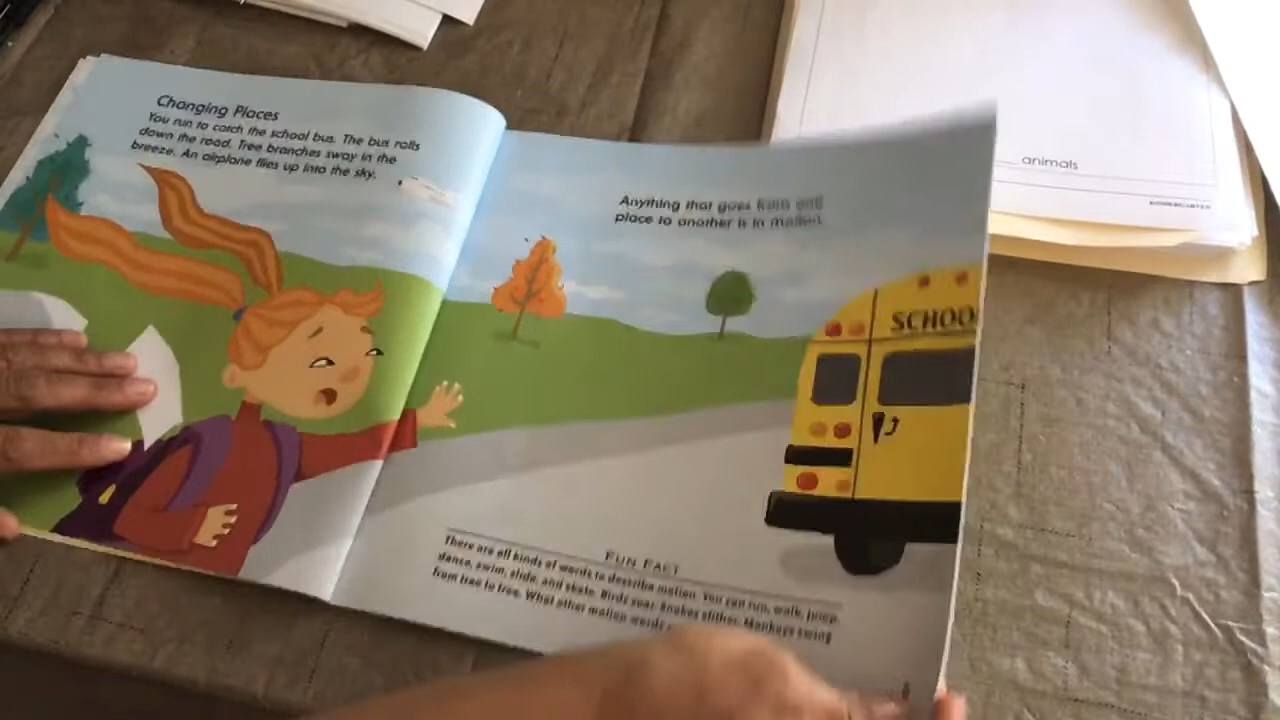 Changing Places
You run to catch the school bus. The bus rolls
down the road. Tree branches sway in the
breeze. An airplane flies up into the sky.
Anything that goes from one
place to another is in motion.
SCHOO
FUN FACT
There are all kinds of words to describe motion. You can run, walk, jump,
dance, swim, slide, and skate. Birds soar. Snakes slither. Monkeys swing
from tree to tree. What other motion words
animals